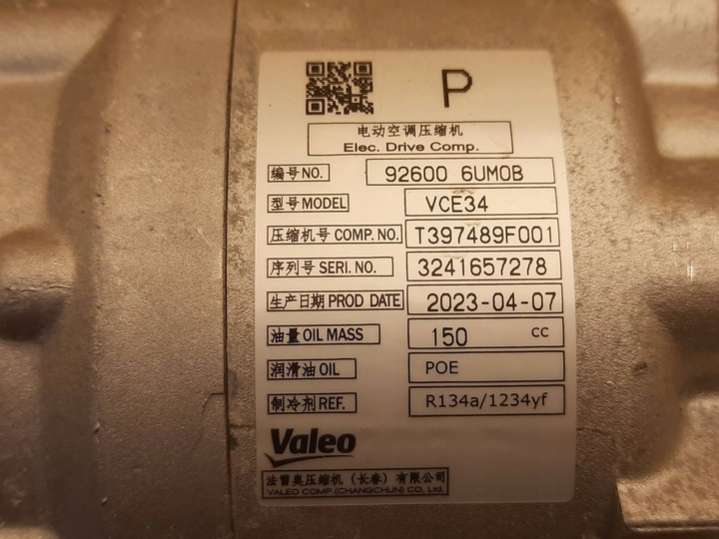 P
电动空调压缩机
Elec. Drive Comp.
编号NO. 92600 6UM0B
型号MODEL VCE34
压缩机号 COMP. NO. T397489F001
序列号 SERI. NO. 3241657278
生产日期 PROD DATE 2023-04-07
油量 OIL MASS 150 cc
润滑油 OIL POE
制冷剂 REF. R134a/1234yf
Valeo
法雷奥压缩机（长春）有限公司
VALEO COMP.(CHANGCHUN) CO, Ltd.